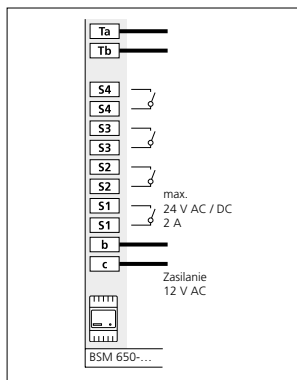 Ta
Tb
S4
S4
S3
S3
S2
S2
max.
S1
24 V AC / DC
S1
2 A
b
c
Zasilanie
12 V AC
BSM 650-...